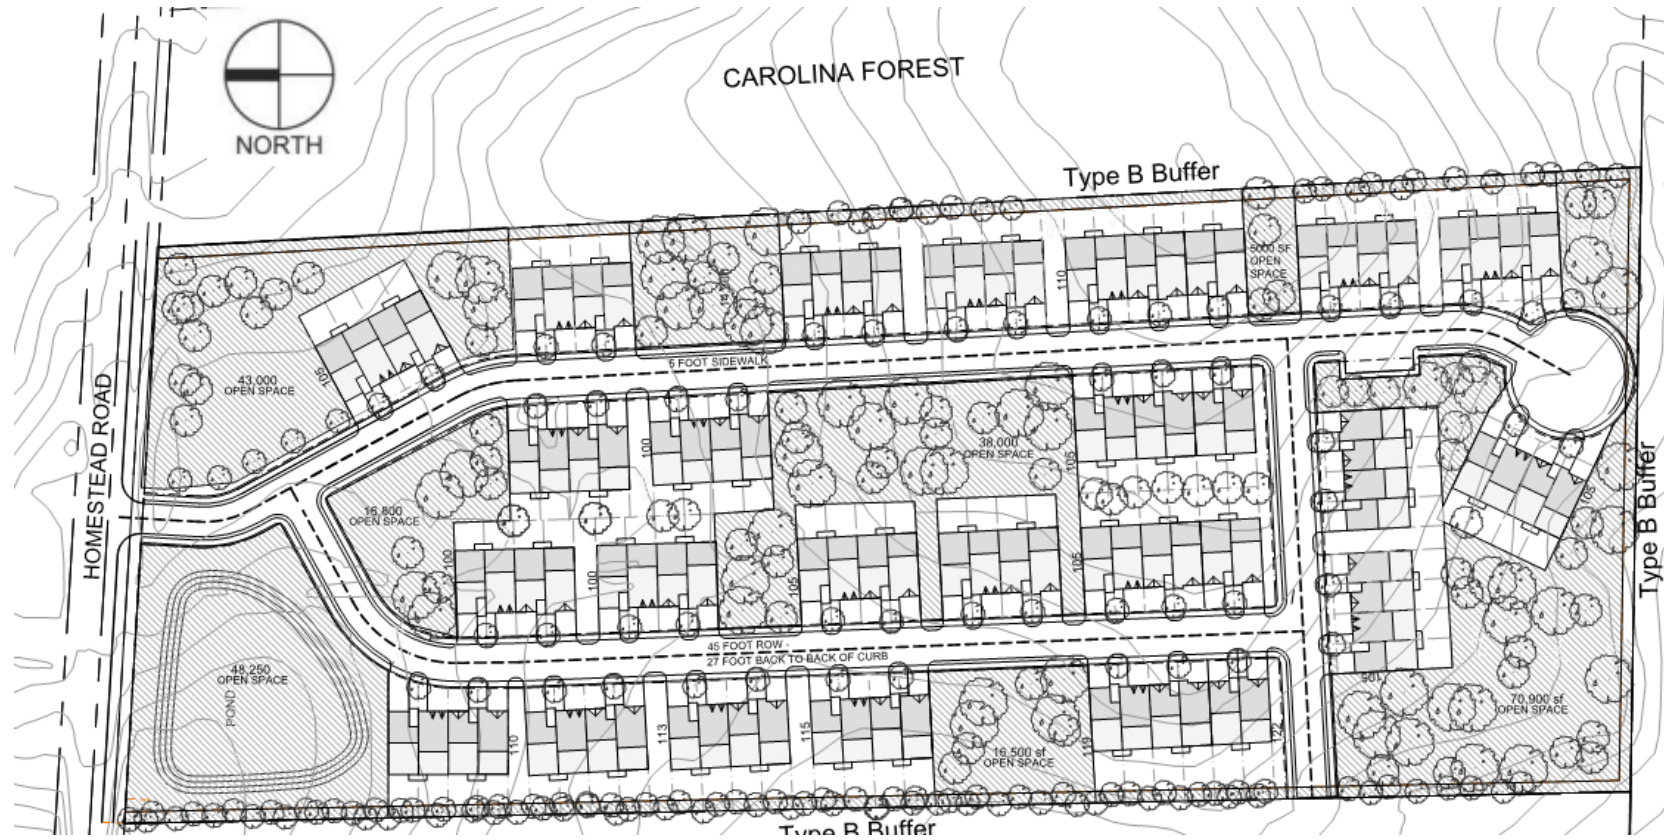 CAROLINA FOREST
NORTH
Type B Buffer
5000 SF
OPEN
SPACE
110
5 FOOT SIDEWALK
105
43,000
OPEN SPACE
HOMESTEAD ROAD
100
38,000
OPEN SPACE
105
105
Type B Buffer
16,800
OPEN SPACE
100
100
105
105
45 FOOT ROW -
27 FOOT BACK TO BACK OF CURB
48,250
OPEN SPACE
POND
105
70,900 sf
OPEN SPACE
110
113
115
16,500 sf
OPEN SPACE
119
122
Type B Buffer